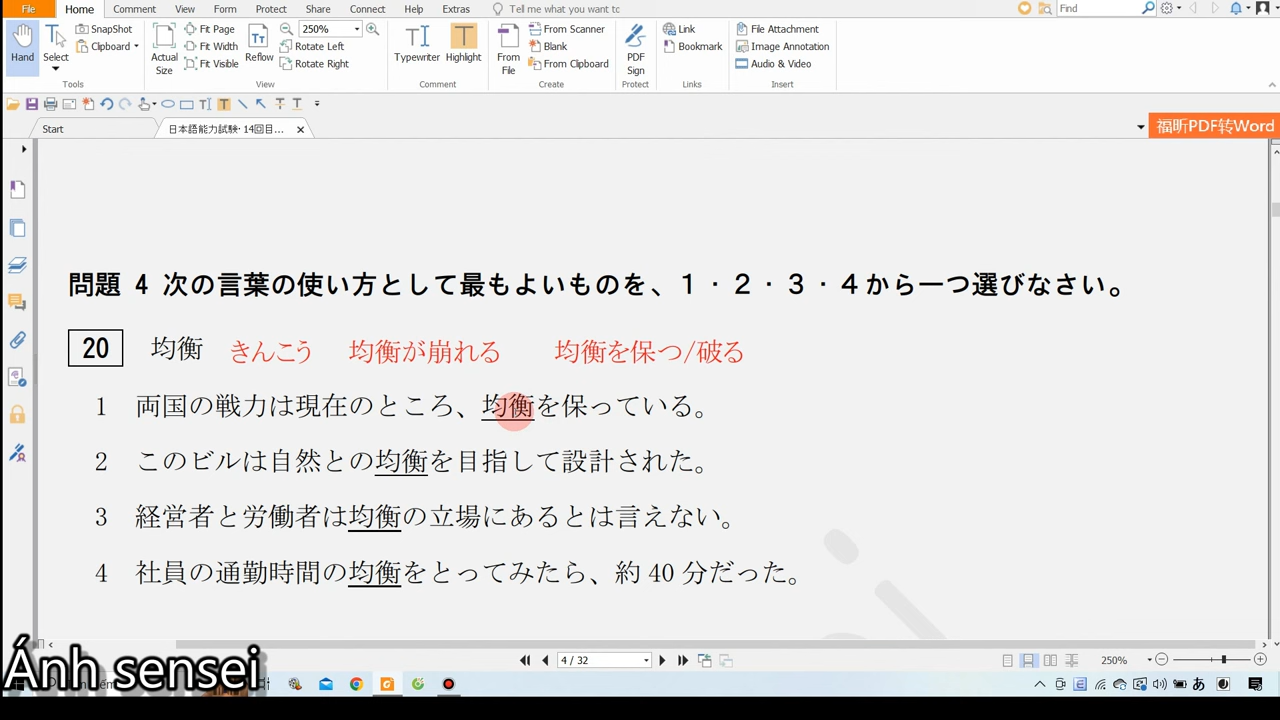 File Home Comment View Form Protect Share Connect Help Extras Tell me what you want to Find
Hand Select SnapShot Clipboard Actual Size Fit Page Fit Width Fit Visible Reflow 250% Rotate Left Rotate Right Typewriter Highlight From File From Scanner Blank From Clipboard PDF Sign Link Bookmark File Attachment Image Annotation Audio & Video
Tools View Comment Create Protect Links Insert
Start 日本語能力試験・14回目... 福昕PDF转Word
問題 4 次の言葉の使い方として最もよいものを、１・２・３・４から一つ選びなさい。
20 均衡 きんこう 均衡が崩れる 均衡を保つ/破る
1 両国の戦力は現在のところ、均衡を保っている。
2 このビルは自然との均衡を目指して設計された。
3 経営者と労働者は均衡の立場にあるとは言えない。
4 社員の通勤時間の均衡をとってみたら、約 40 分だった。
4 / 32 250%
Ánh sensei